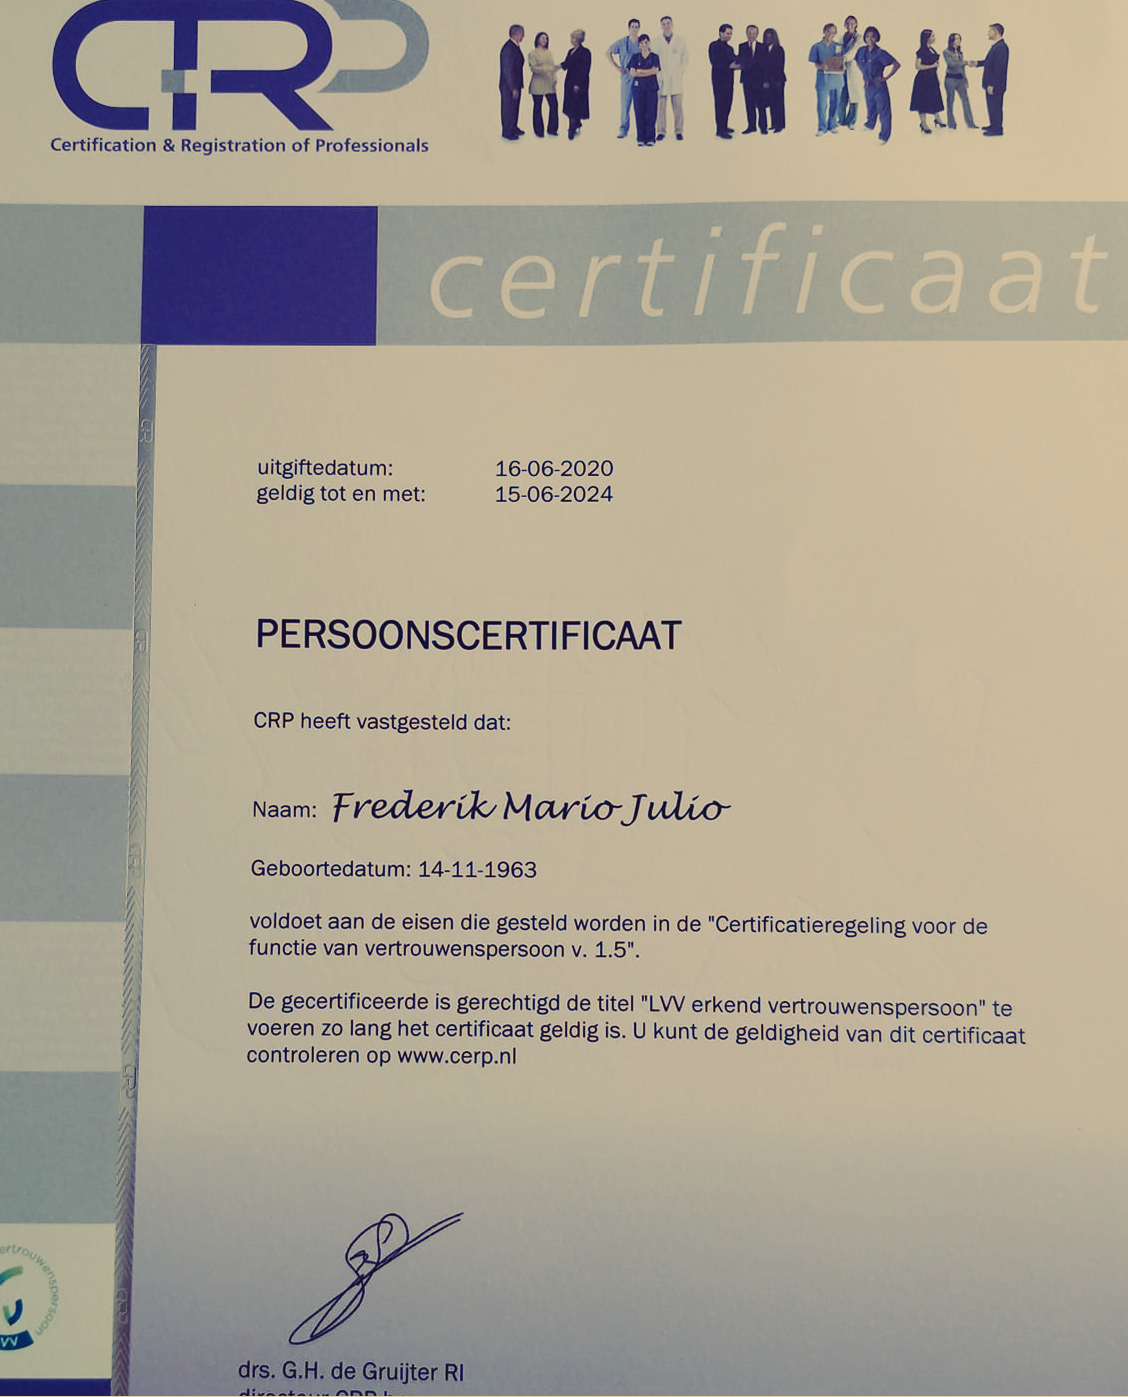 CRP
Certification & Registration of Professionals
certificaat
uitgiftedatum: 16-06-2020
geldig tot en met: 15-06-2024
PERSOONSCERTIFICAAT
CRP heeft vastgesteld dat:
Naam: Frederik Mario Julio
Geboortedatum: 14-11-1963
voldoet aan de eisen die gesteld worden in de "Certificatieregeling voor de
functie van vertrouwenspersoon v. 1.5".
De gecertificeerde is gerechtigd de titel "LVV erkend vertrouwenspersoon" te
voeren zo lang het certificaat geldig is. U kunt de geldigheid van dit certificaat
controleren op www.cerp.nl
drs. G.H. de Gruijter RI